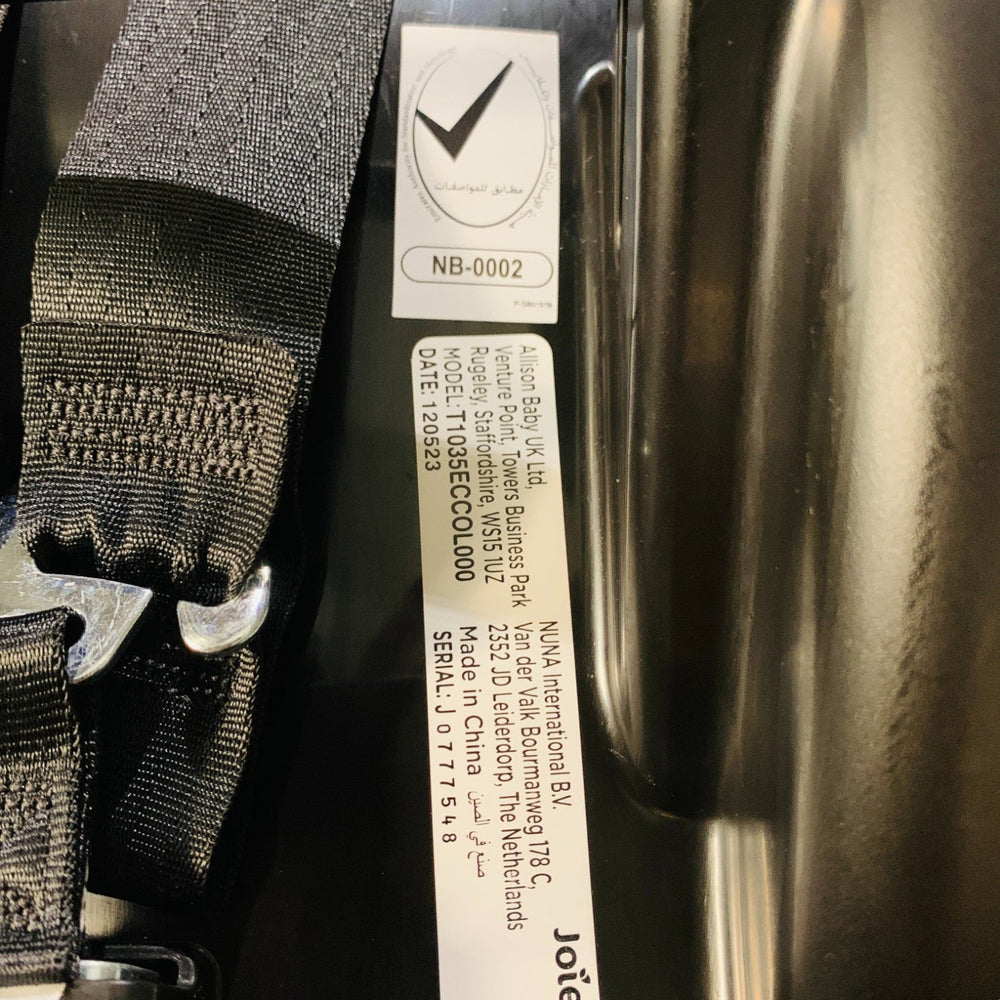 مطابق للمواصفات
NB-0002
Allison Baby UK Ltd,
Venture Point, Towers Business Park
Rugeley, Staffordshire, WS15 1UZ
MODEL: T1035ECCOL000
DATE: 120523
NUNA International B.V.
Van der Valk Bourmanweg 178 C,
2352 JD Leiderdorp, The Netherlands
Made in China صنع في الصين
SERIAL: J0777548
Joie